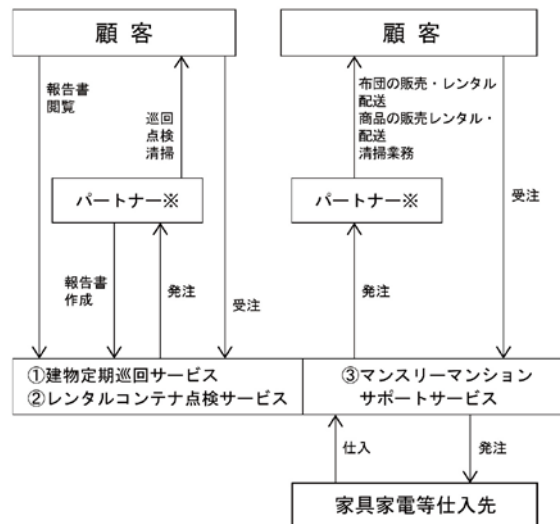 顧 客
顧 客
報告書
閲覧
巡回
点検
清掃
布団の販売・レンタル
配送
商品の販売レンタル・
配送
清掃業務
パートナー※
パートナー※
受注
報告書
作成
発注
受注
発注
①建物定期巡回サービス
②レンタルコンテナ点検サービス
③マンスリーマンション
サポートサービス
仕入
発注
家具家電等仕入先